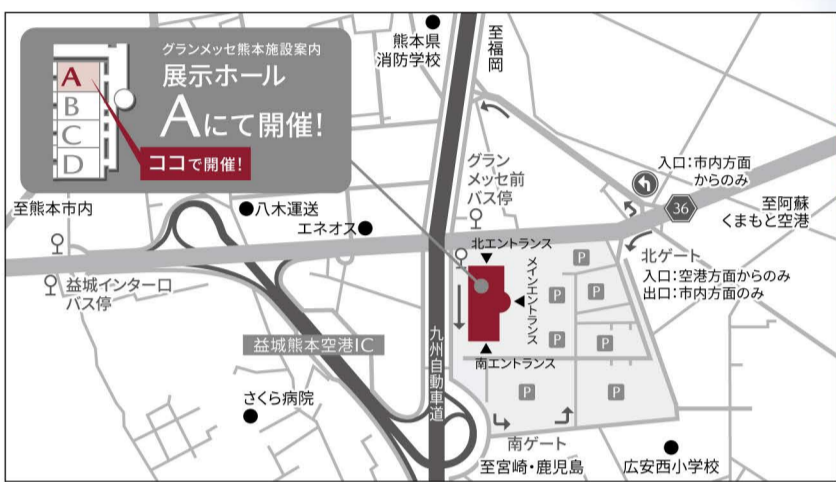 グランメッセ熊本施設案内
展示ホール
Aにて開催!
A
B
C
D
ココで開催!
熊本県
消防学校
至福岡
グラン
メッセ前
バス停
入口:市内方面
からのみ
36
至阿蘇
くまもと空港
至熊本市内
八木運送
エネオス
益城インター口
バス停
北エントランス
メインエントランス
南エントランス
北ゲート
入口:空港方面からのみ
出口:市内方面のみ
P
P
P
P
P
P
P
益城熊本空港IC
九州自動車道
さくら病院
南ゲート
至宮崎・鹿児島
広安西小学校